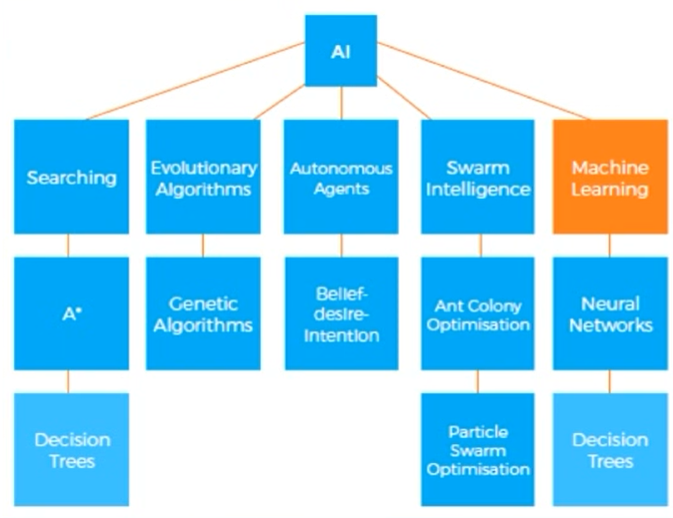 AI
Searching
Evolutionary
Algorithms
Autonomous
Agents
Swarm
Intelligence
Machine
Learning
A*
Genetic
Algorithms
Belief-
desire-
intention
Ant Colony
Optimisation
Neural
Networks
Decision
Trees
Particle
Swarm
Optimisation
Decision
Trees